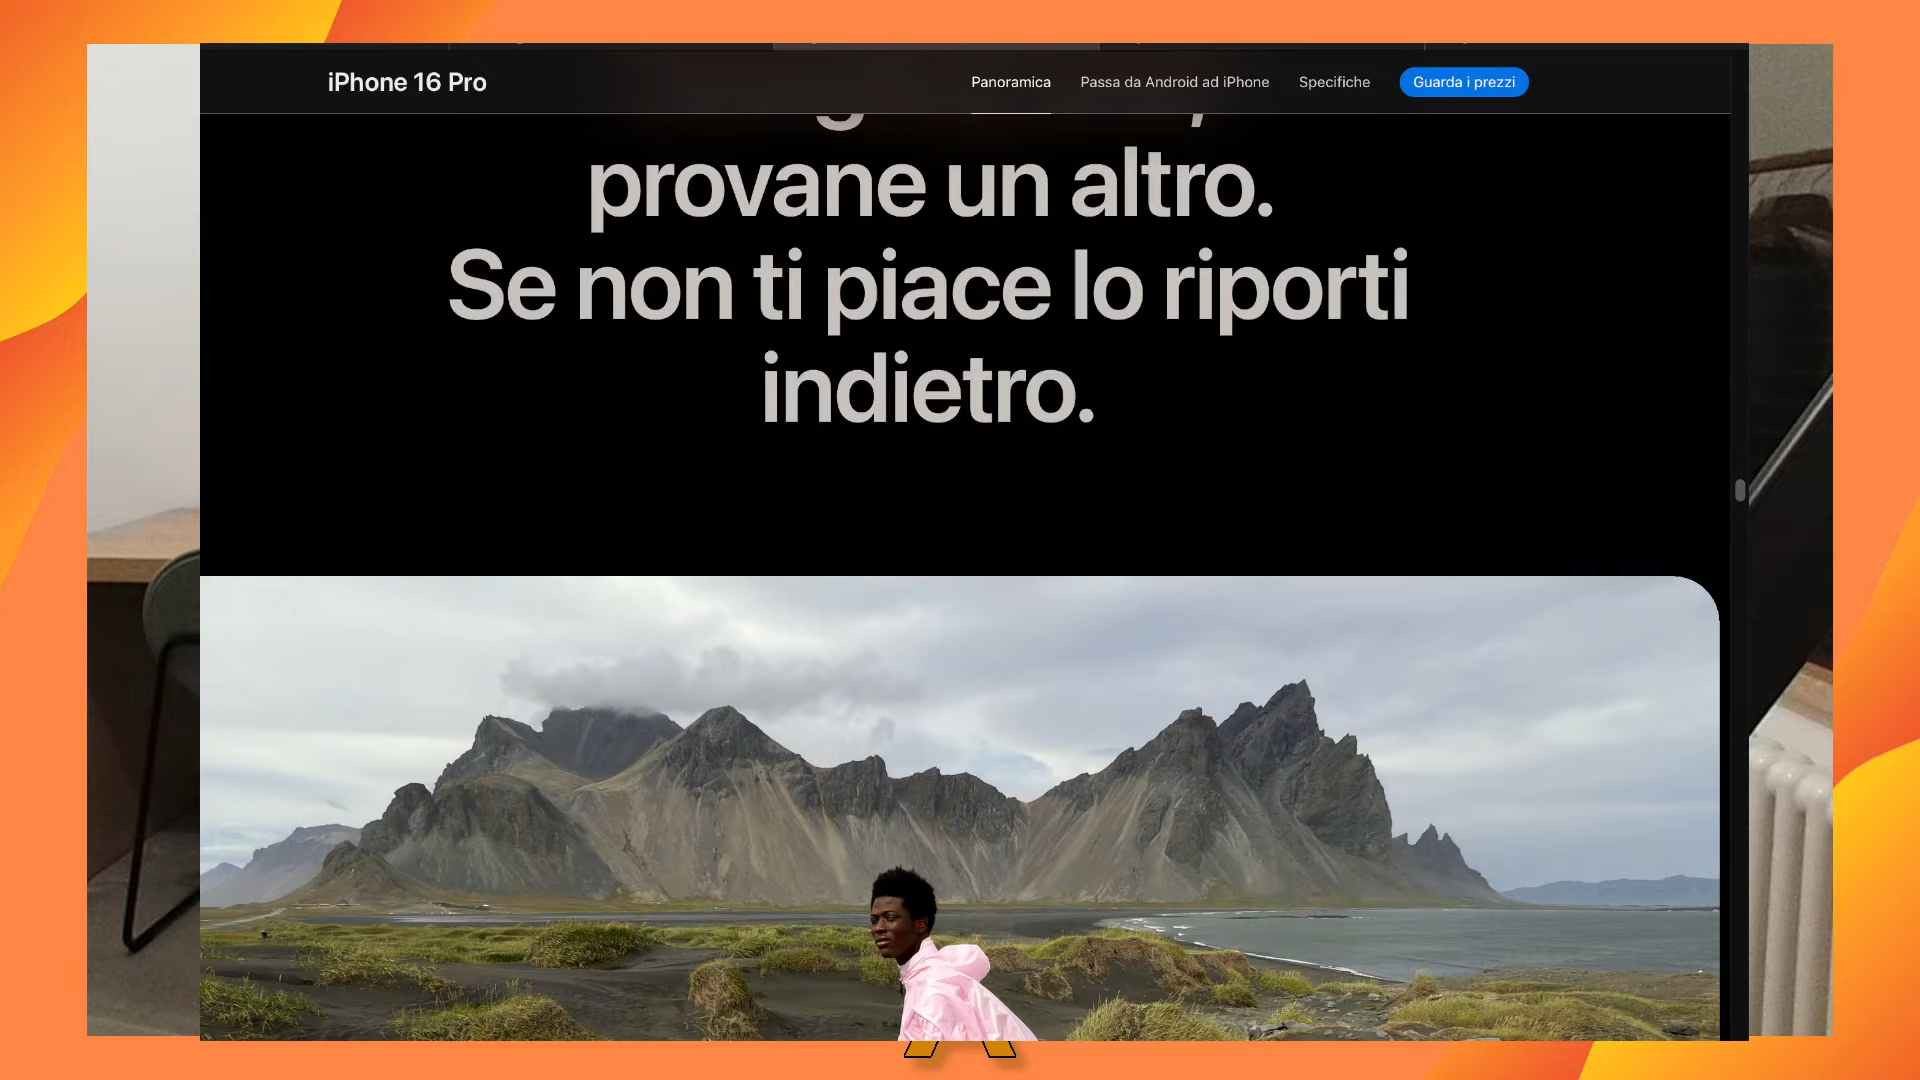 iPhone 16 Pro
Panoramica
Passa da Android ad iPhone
Specifiche
Guarda i prezzi
provane un altro.
Se non ti piace lo riporti
indietro.